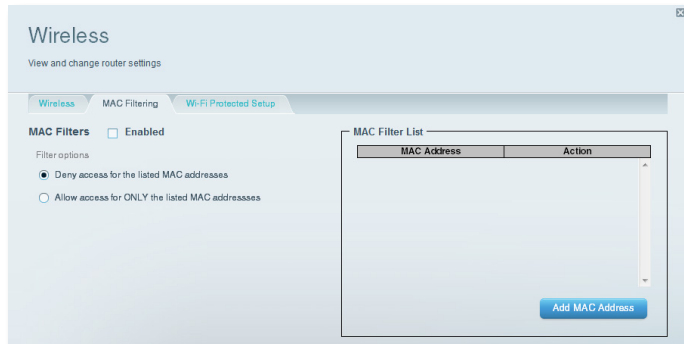 Wireless
View and change router settings
Wireless MAC Filtering Wi-Fi Protected Setup
MAC Filters Enabled
Filter options
Deny access for the listed MAC addresses
Allow access for ONLY the listed MAC addressses
MAC Filter List
MAC Address Action
Add MAC Address